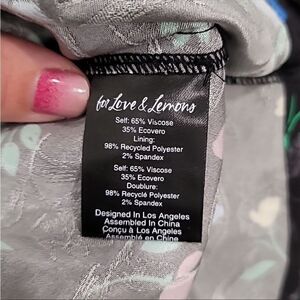 for Love & Lemons
Self: 65% Viscose
35% Ecovero
Lining:
98% Recycled Polyester
2% Spandex
Self: 65% Viscose
35% Ecovero
Doublure:
98% Recyclé Polyester
2% Spandex
Designed In Los Angeles
Assembled In China
Conçu à Los Angeles
Assemblé en Chine